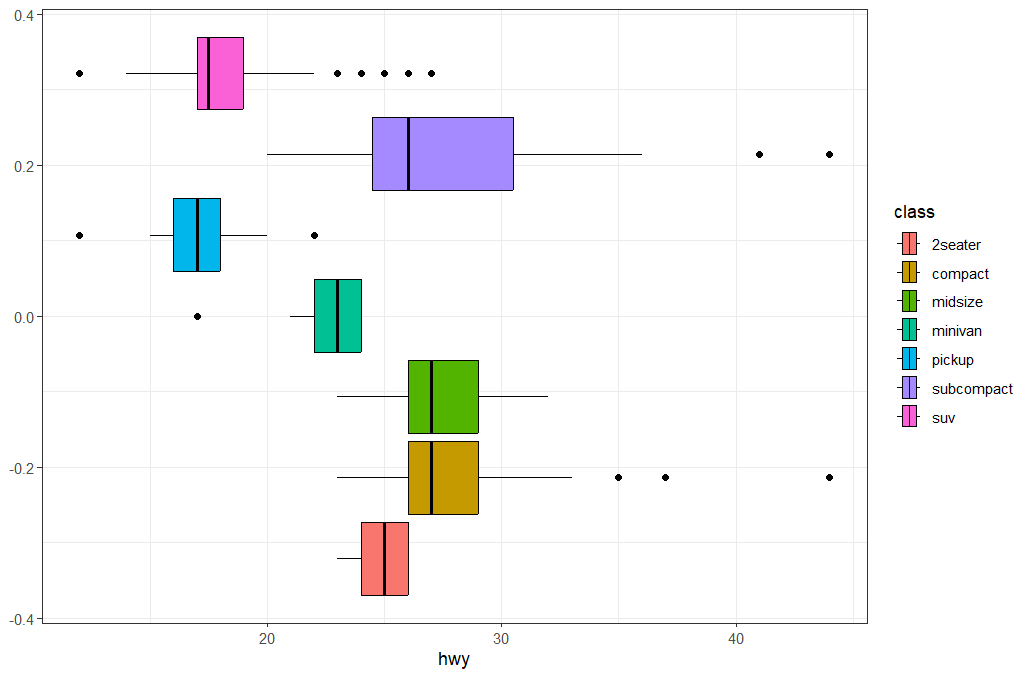 0.4
0.2
0.0
-0.2
-0.4
20 30 40
hwy
class
2seater
compact
midsize
minivan
pickup
subcompact
suv